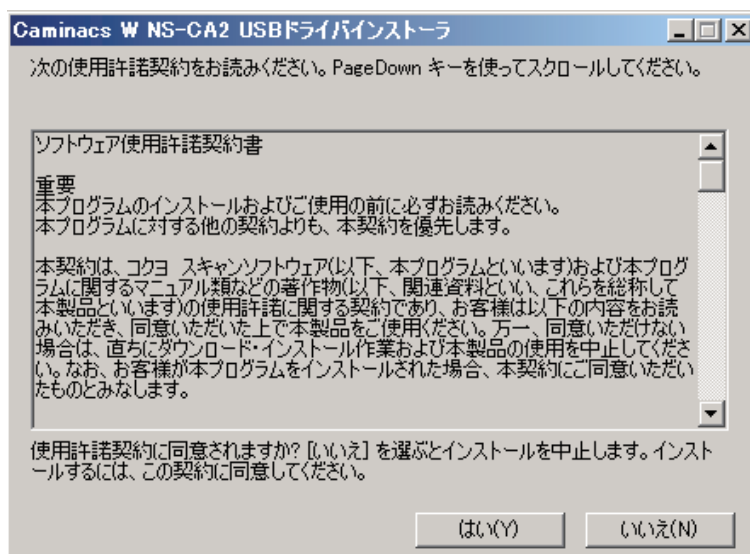 Caminacs W NS-CA2 USBドライバインストーラ
次の使用許諾契約をお読みください。PageDown キーを使ってスクロールしてください。
ソフトウェア使用許諾契約書
重要
本プログラムのインストールおよびご使用の前に必ずお読みください。
本プログラムに対する他の契約よりも、本契約を優先します。
本契約は、コクヨ スキャンソフトウェア(以下、本プログラムといいます)および本プログ
ラムに関するマニュアル類などの著作物(以下、関連資料といい、これらを総称して
本製品といいます)の使用許諾に関する契約であり、お客様は以下の内容をお読
みいただき、同意いただいた上で本製品をご使用ください。万一、同意いただけない
場合は、直ちにダウンロード・インストール作業および本製品の使用を中止してくださ
い。なお、お客様が本プログラムをインストールされた場合、本契約にご同意いただい
たものとみなします。
使用許諾契約に同意されますか? [いいえ] を選ぶとインストールを中止します。インスト
ールするには、この契約に同意してください。
はい(Y)
いいえ(N)